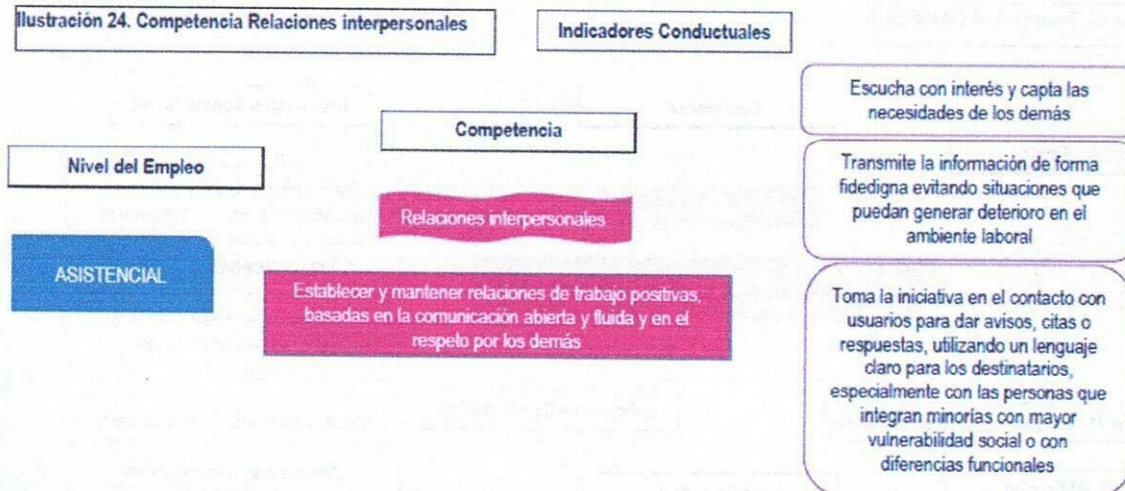 Ilustración 24. Competencia Relaciones interpersonales
Indicadores Conductuales
Competencia
Nivel del Empleo
Relaciones interpersonales
ASISTENCIAL
Establecer y mantener relaciones de trabajo positivas,
basadas en la comunicación abierta y fluida y en el
respeto por los demás
Escucha con interés y capta las
necesidades de los demás
Transmite la información de forma
fidedigna evitando situaciones que
puedan generar deterioro en el
ambiente laboral
Toma la iniciativa en el contacto con
usuarios para dar avisos, citas o
respuestas, utilizando un lenguaje
claro para los destinatarios,
especialmente con las personas que
integran minorías con mayor
vulnerabilidad social o con
diferencias funcionales